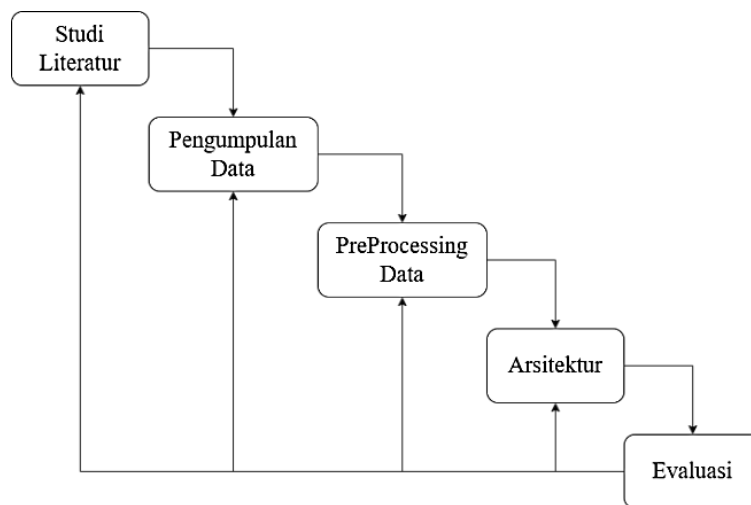 Studi
Literatur
Pengumpulan
Data
PreProcessing
Data
Arsitektur
Evaluasi